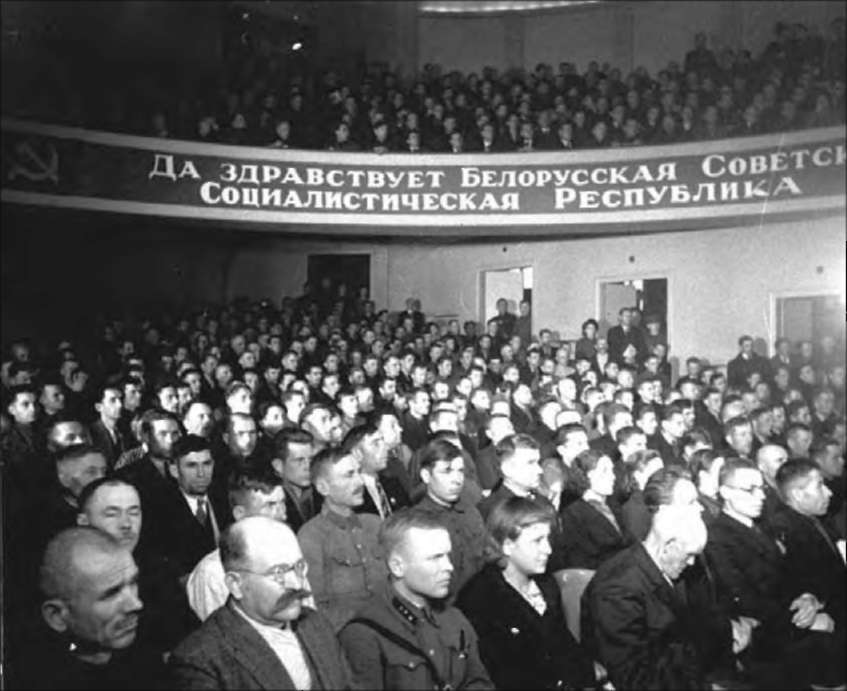 Да здравствует Белорусская Советск
Социалистическая Республика